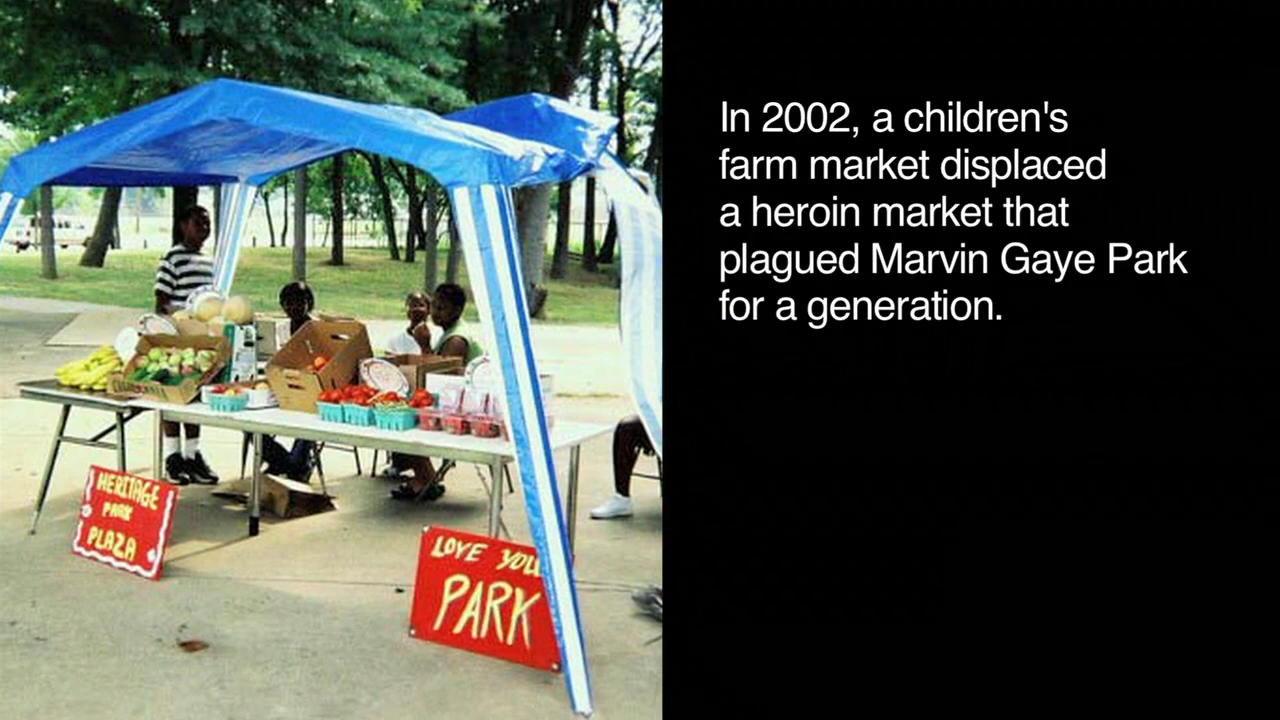 HERITAGE
PARK
PLAZA
LOVE YOU
PARK
In 2002, a children's
farm market displaced
a heroin market that
plagued Marvin Gaye Park
for a generation.